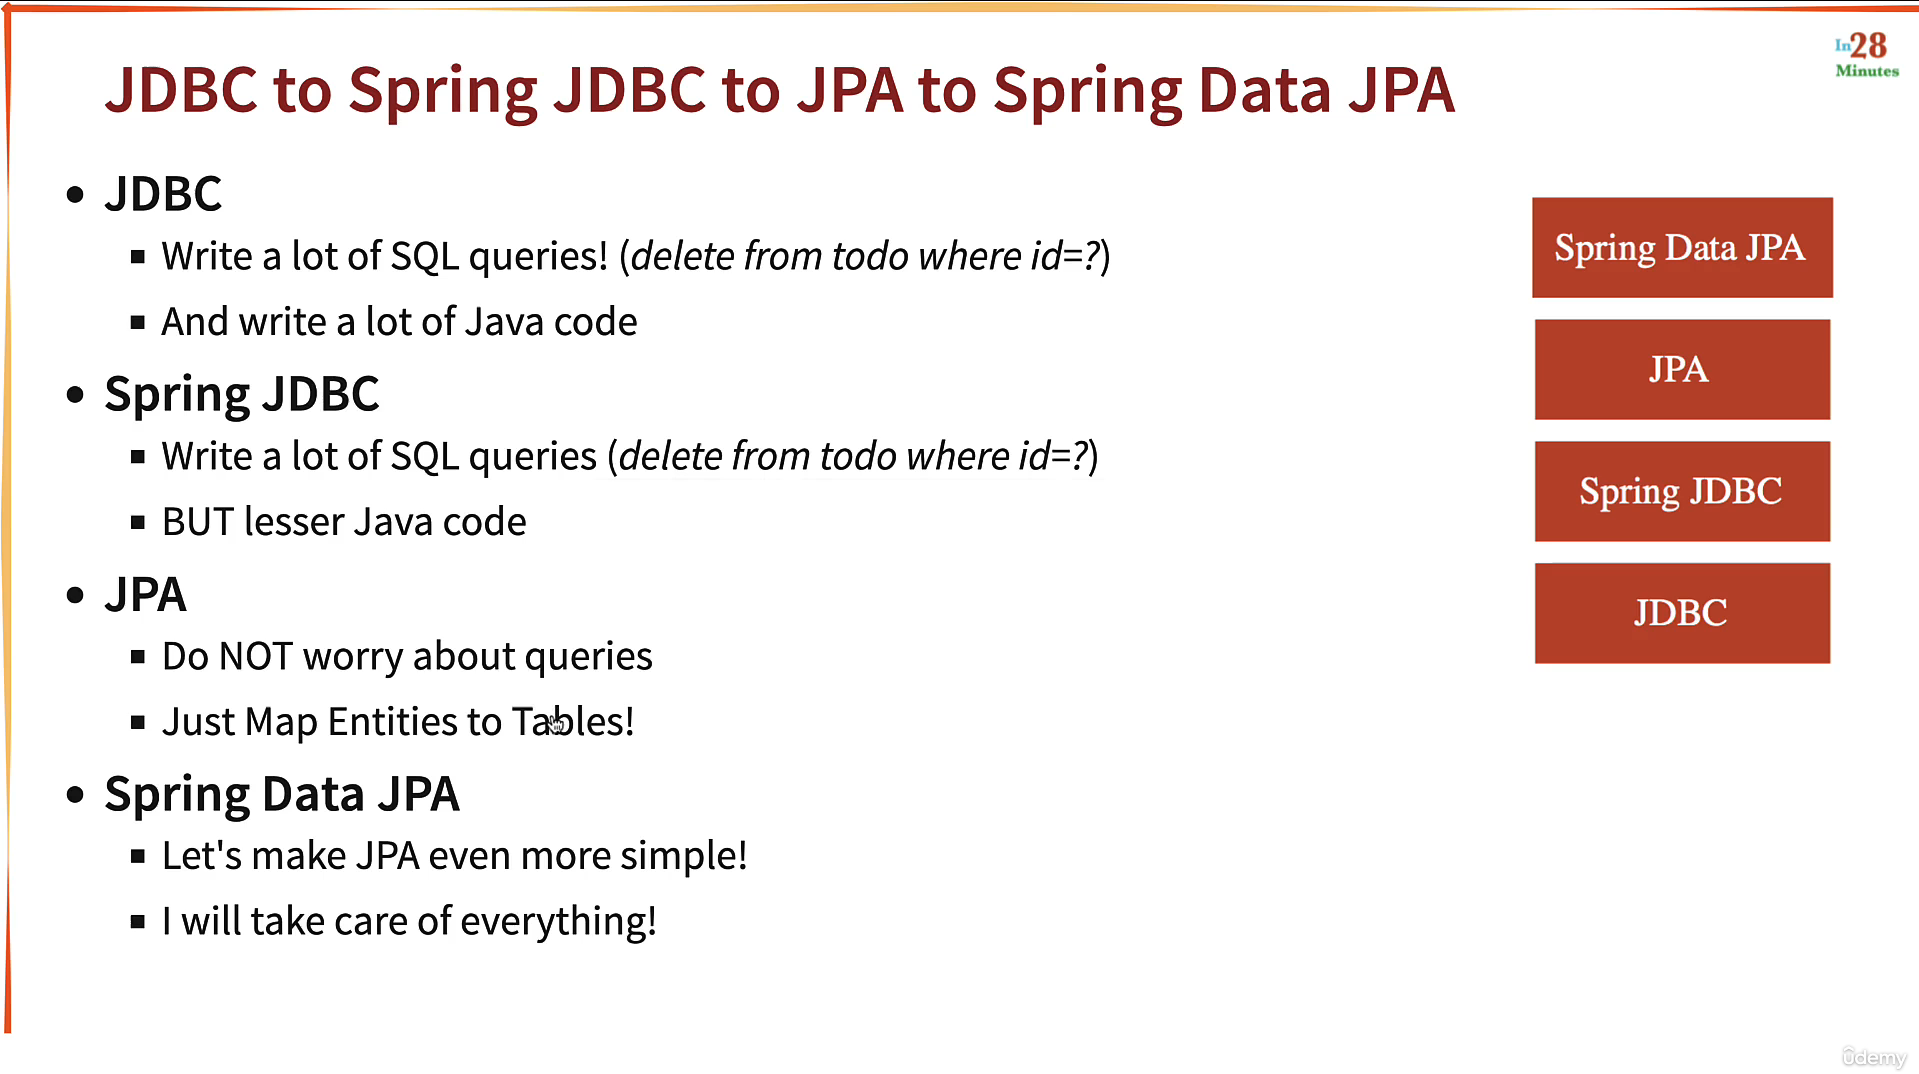 In28
Minutes
JDBC to Spring JDBC to JPA to Spring Data JPA
JDBC
Write a lot of SQL queries! (delete from todo where id=?)
And write a lot of Java code
Spring JDBC
Write a lot of SQL queries (delete from todo where id=?)
BUT lesser Java code
JPA
Do NOT worry about queries
Just Map Entities to Tables!
Spring Data JPA
Let's make JPA even more simple!
I will take care of everything!
Spring Data JPA
JPA
Spring JDBC
JDBC
ûdemy